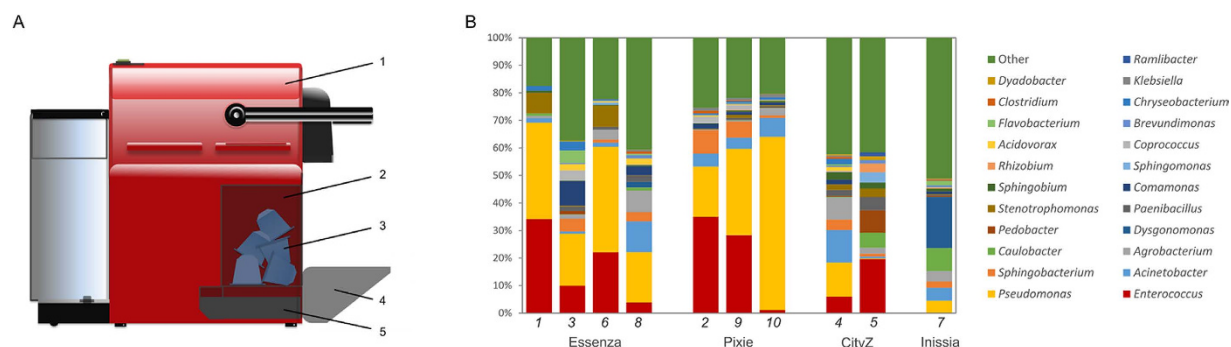 A
1
2
3
4
5
B
100%
90%
80%
70%
60%
50%
40%
30%
20%
10%
0%
1 3 6 8 2 9 10 4 5 7
Essenza Pixie CityZ Inissia
Other Ramlibacter
Dyadobacter Klebsiella
Clostridium Chryseobacterium
Flavobacterium Brevundimonas
Acidovorax Coprococcus
Rhizobium Sphingomonas
Sphingobium Comamonas
Stenotrophomonas Paenibacillus
Pedobacter Dysgonomonas
Caulobacter Agrobacterium
Sphingobacterium Acinetobacter
Pseudomonas Enterococcus